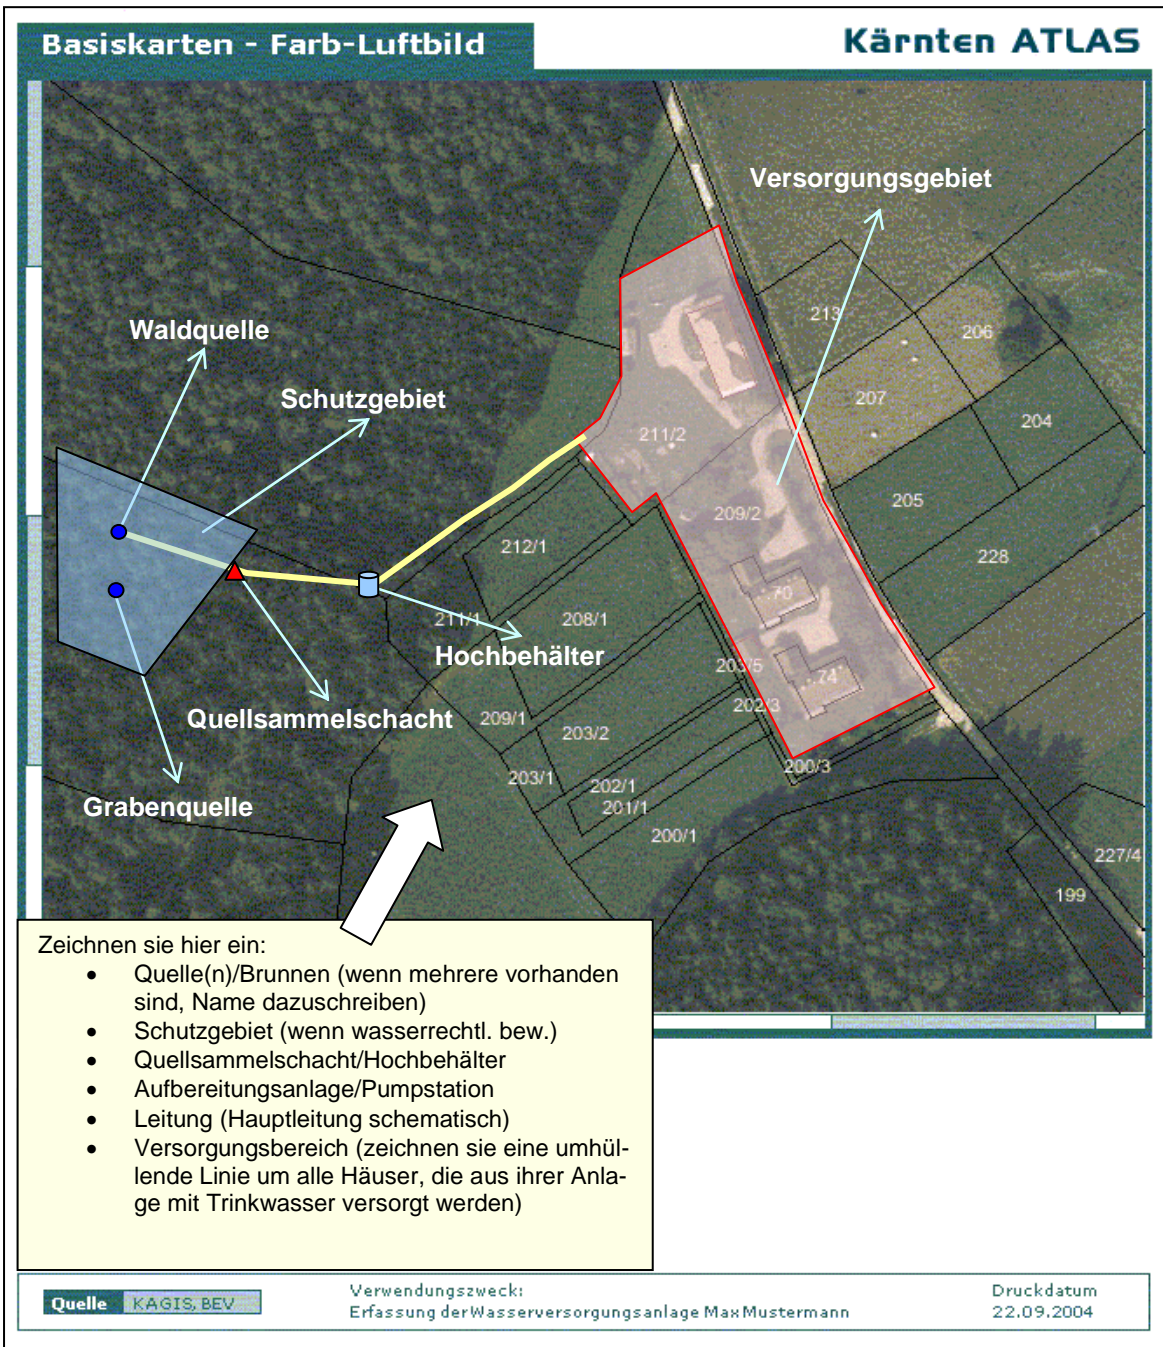 Basiskarten - Farb-Luftbild
Kärnten ATLAS
Versorgungsgebiet
213
206
Waldquelle
207
Schutzgebiet
204
211/2
205
209/2
212/1
228
70
211/1
208/1
Hochbehälter
203/5
74
202/3
Quellsammelschacht
209/1
203/2
200/3
203/1
202/1
Grabenquelle
201/1
200/1
227/4
199
Zeichnen sie hier ein:
• Quelle(n)/Brunnen (wenn mehrere vorhanden
sind, Name dazuschreiben)
• Schutzgebiet (wenn wasserrechtl. bew.)
• Quellsammelschacht/Hochbehälter
• Aufbereitungsanlage/Pumpstation
• Leitung (Hauptleitung schematisch)
• Versorgungsbereich (zeichnen sie eine umhül-
lende Linie um alle Häuser, die aus ihrer Anla-
ge mit Trinkwasser versorgt werden)
Quelle KAGIS, BEV
Verwendungszweck:
Erfassung der Wasserversorgungsanlage Max Mustermann
Druckdatum
22.09.2004